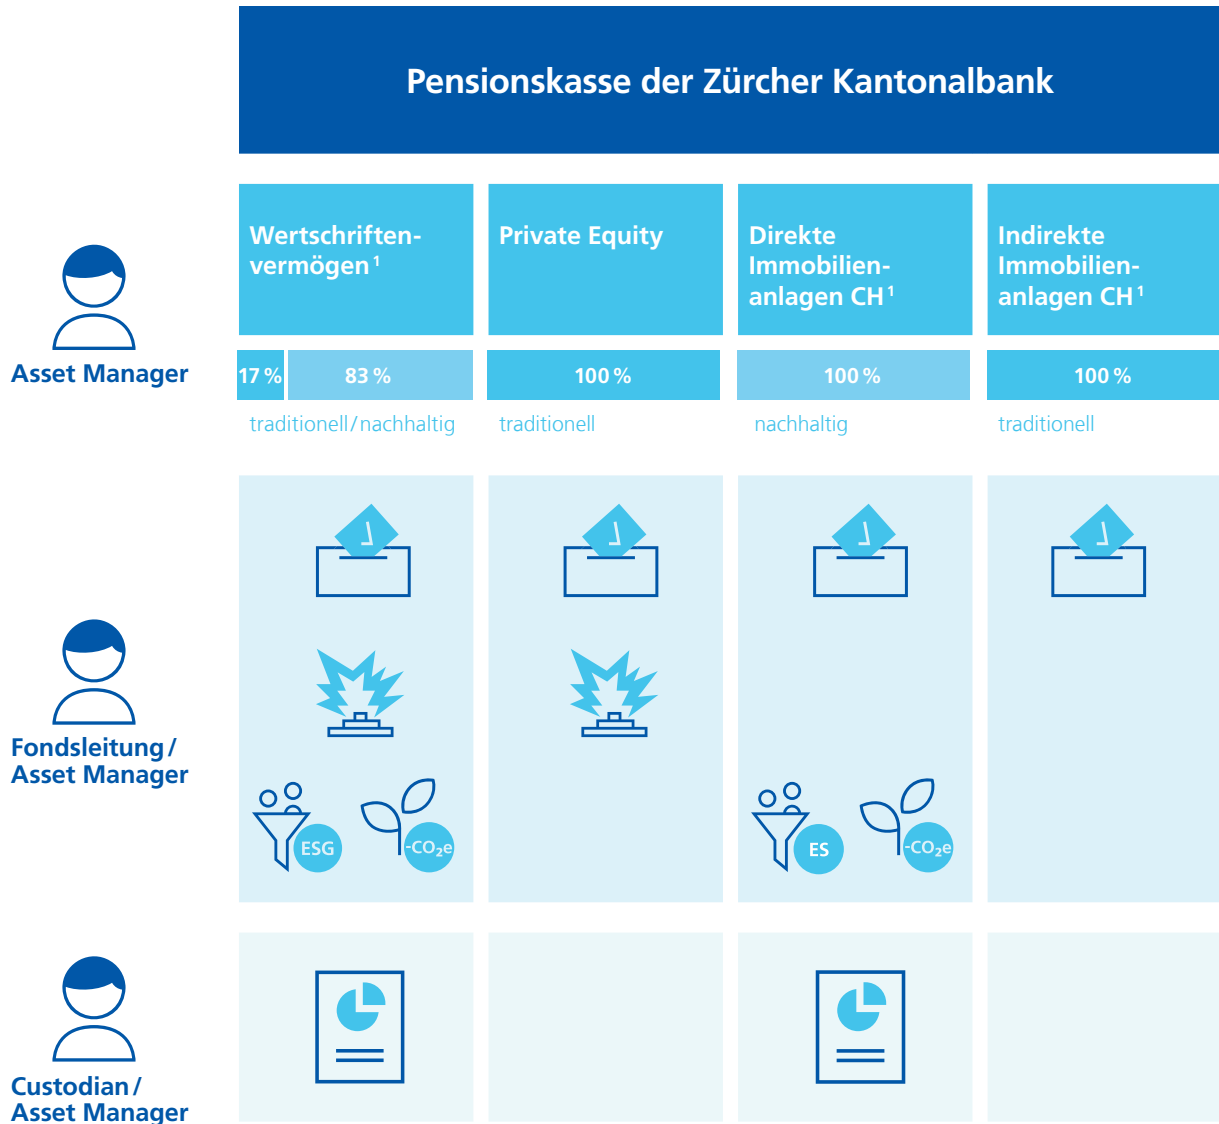 Pensionskasse der Zürcher Kantonalbank
Wertschriften-
vermögen¹
Private Equity
Direkte
Immobilien-
anlagen CH¹
Indirekte
Immobilien-
anlagen CH¹
Asset Manager
17 %
83 %
100 %
100 %
100 %
traditionell/nachhaltig
traditionell
nachhaltig
traditionell
Fondsleitung/
Asset Manager
ESG
-CO₂e
ES
-CO₂e
Custodian/
Asset Manager